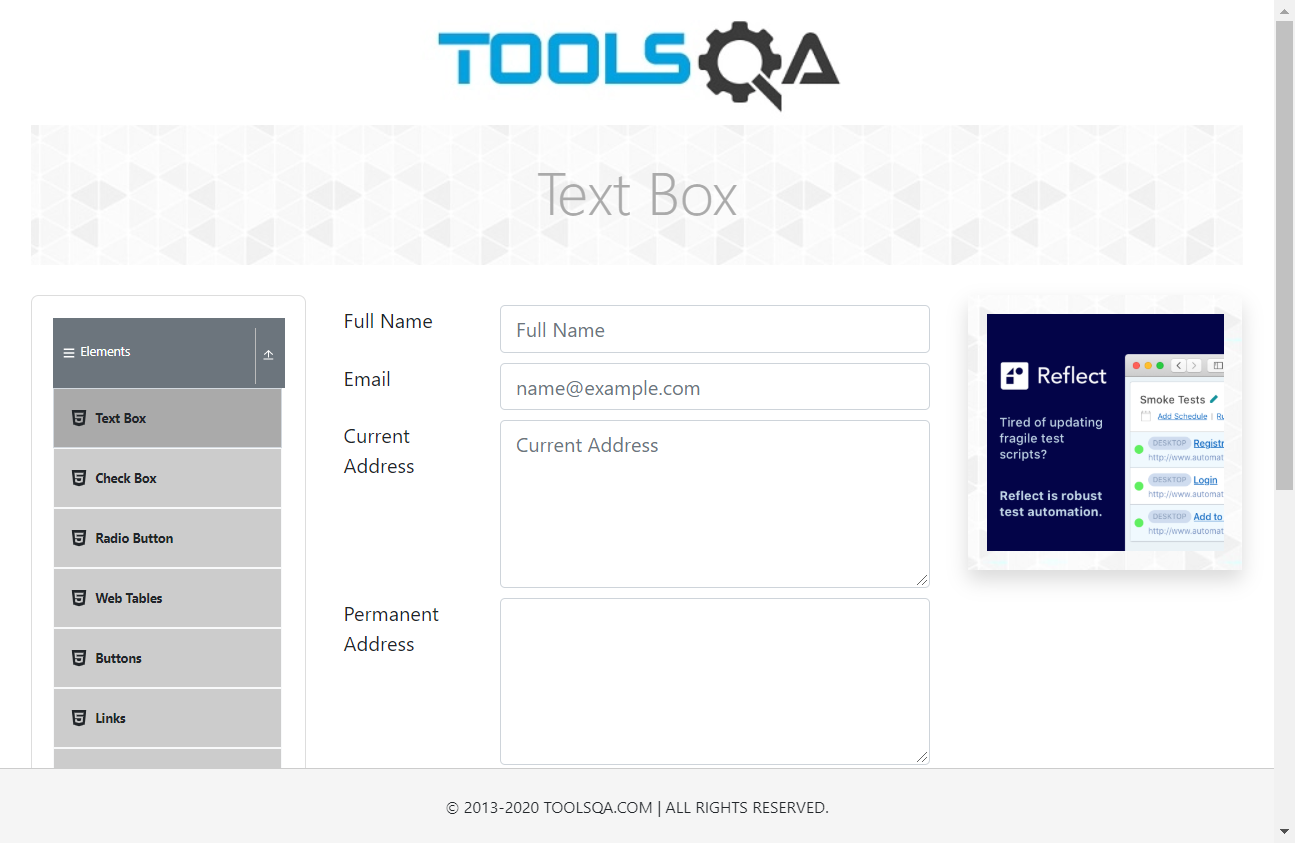 TOOLSQA
Text Box
Elements
Text Box
Check Box
Radio Button
Web Tables
Buttons
Links
Full Name
Full Name
Email
name@example.com
Current
Address
Current Address
Permanent
Address
Reflect
Tired of updating
fragile test
scripts?
Reflect is robust
test automation.
Smoke Tests
Add Schedule | Ru
DESKTOP Registr
http://www.automat
DESKTOP Login
http://www.automat
DESKTOP Add to
http://www.automat
© 2013-2020 TOOLSQA.COM | ALL RIGHTS RESERVED.